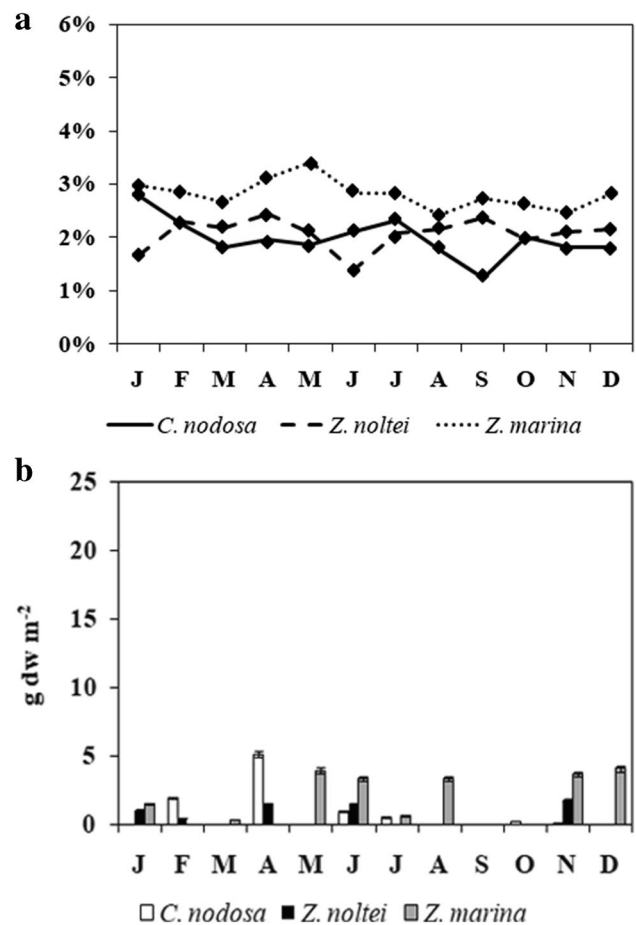 a
6%
5%
4%
3%
2%
1%
0%
J F M A M J J A S O N D
C. nodosa Z. noltei Z. marina
b
25
20
15
10
5
0
g dw m⁻²
J F M A M J J A S O N D
C. nodosa Z. noltei Z. marina